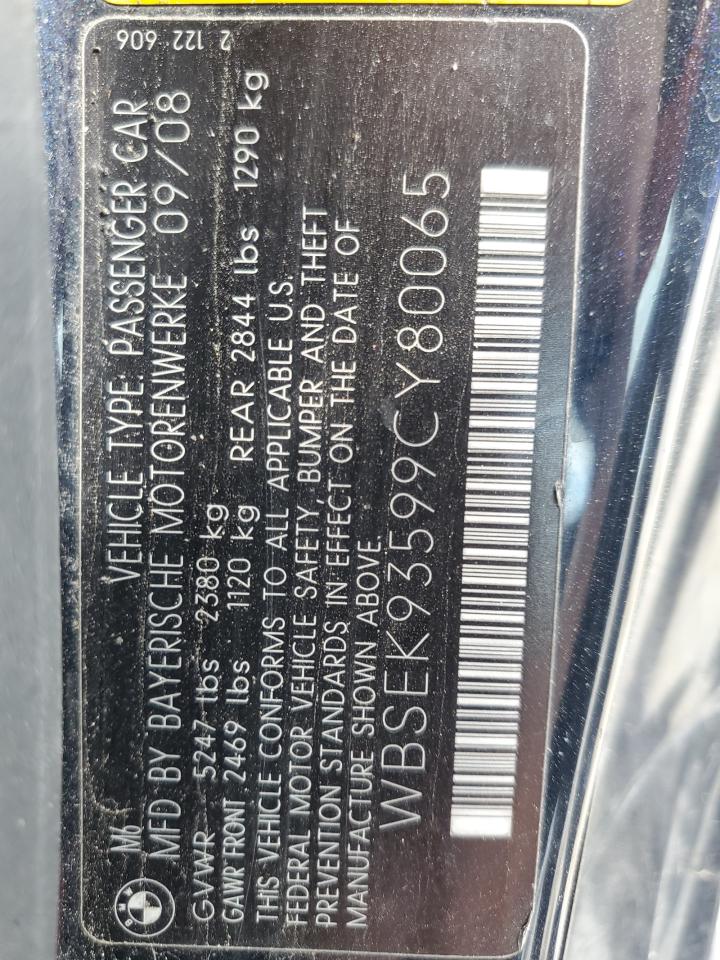 2 122 606
M6 VEHICLE TYPE: PASSENGER CAR
MFD BY BAYERISCHE MOTORENWERKE 09/08
GVWR 5247 lbs 2380 kg
GAWR FRONT 2469 lbs 1120 kg REAR 2844 lbs 1290 kg
THIS VEHICLE CONFORMS TO ALL APPLICABLE U.S.
FEDERAL MOTOR VEHICLE SAFETY, BUMPER AND THEFT
PREVENTION STANDARDS IN EFFECT ON THE DATE OF
MANUFACTURE SHOWN ABOVE
WBSEK93599CY80065
BMW